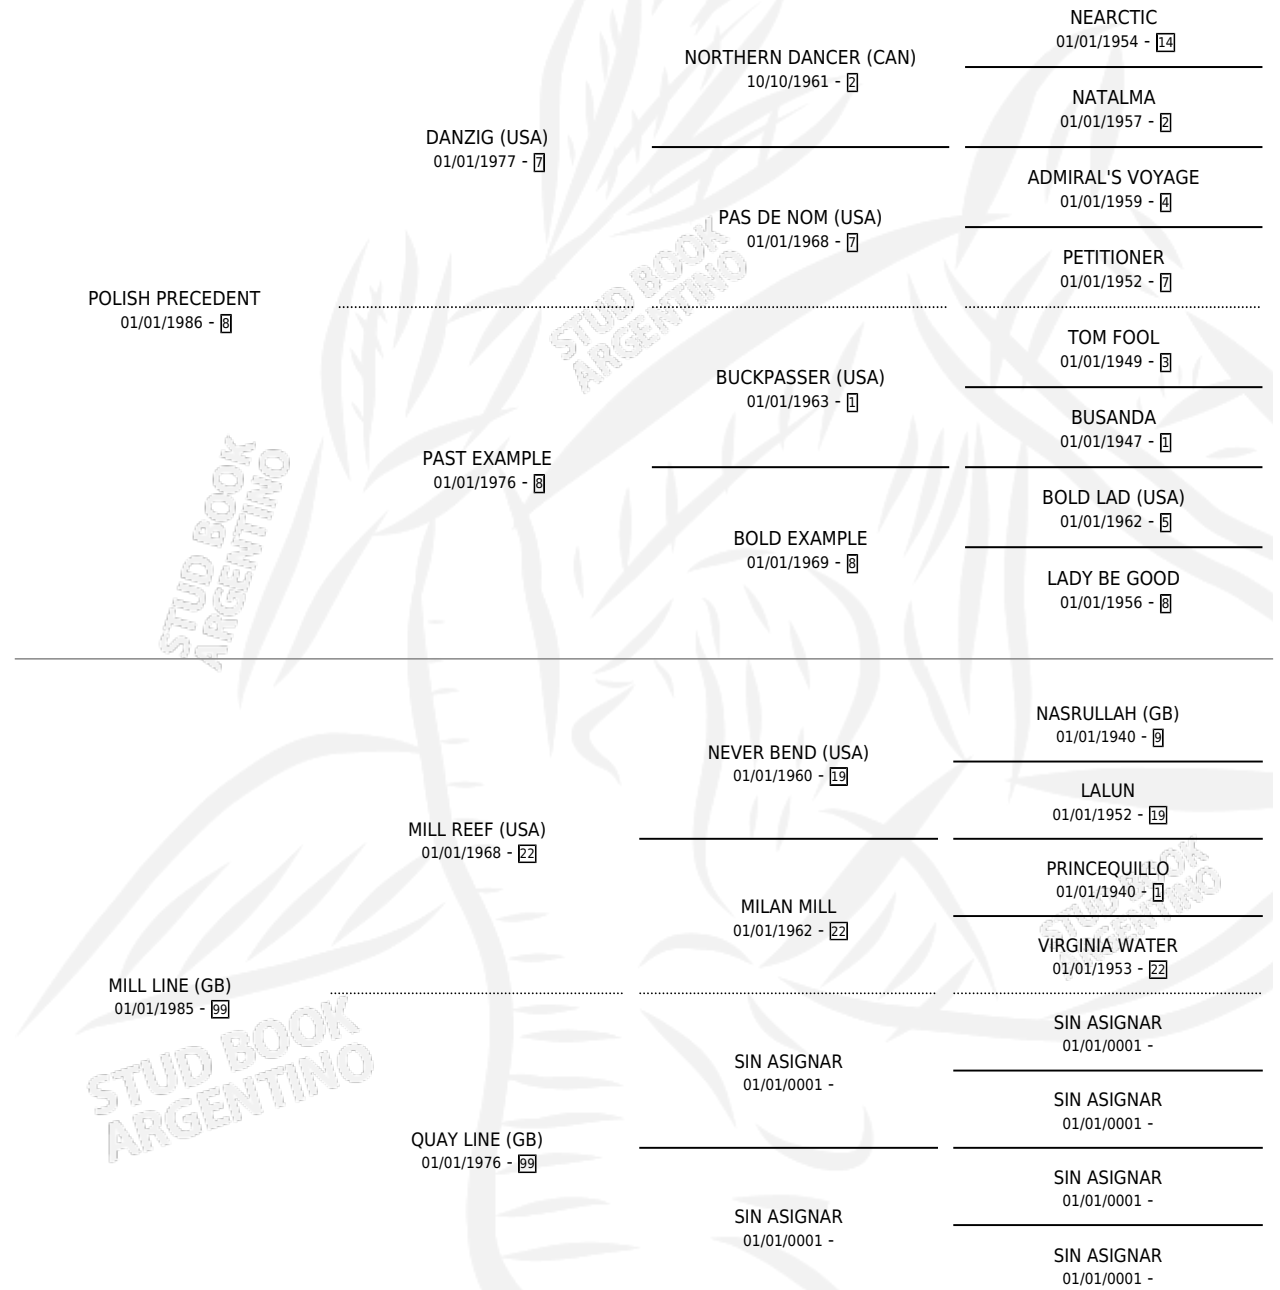 NEARCTIC
01/01/1954 - 14
NORTHERN DANCER (CAN)
10/10/1961 - 2
NATALMA
01/01/1957 - 2
DANZIG (USA)
01/01/1977 - 7
ADMIRAL'S VOYAGE
01/01/1959 - 4
PAS DE NOM (USA)
01/01/1968 - 7
PETITIONER
01/01/1952 - 7
POLISH PRECEDENT
01/01/1986 - 8
TOM FOOL
01/01/1949 - 3
BUCKPASSER (USA)
01/01/1963 - 1
BUSANDA
01/01/1947 - 1
PAST EXAMPLE
01/01/1976 - 8
BOLD LAD (USA)
01/01/1962 - 5
BOLD EXAMPLE
01/01/1969 - 8
LADY BE GOOD
01/01/1956 - 8
STUD BOOK
ARGENTINO
STUD BOOK
ARGENTINO
NASRULLAH (GB)
01/01/1940 - 9
NEVER BEND (USA)
01/01/1960 - 19
LALUN
01/01/1952 - 19
MILL REEF (USA)
01/01/1968 - 22
PRINCEQUILLO
01/01/1940 - 1
MILAN MILL
01/01/1962 - 22
VIRGINIA WATER
01/01/1953 - 22
MILL LINE (GB)
01/01/1985 - 99
SIN ASIGNAR
01/01/0001 -
SIN ASIGNAR
01/01/0001 -
SIN ASIGNAR
01/01/0001 -
QUAY LINE (GB)
01/01/1976 - 99
SIN ASIGNAR
01/01/0001 -
SIN ASIGNAR
01/01/0001 -
SIN ASIGNAR
01/01/0001 -
STUD BOOK
ARGENTINO
STUD BOOK
ARGENTINO